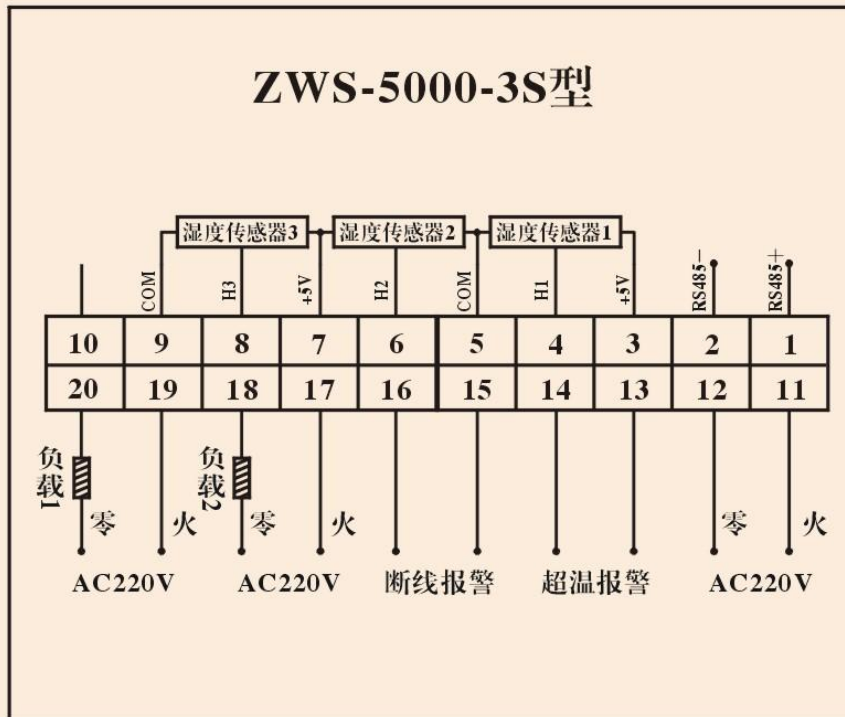 ZWS-5000-3S型
湿度传感器3 湿度传感器2 湿度传感器1
COM H3 +5V H2 COM H1 +5V RS485− RS485+
10 9 8 7 6 5 4 3 2 1
20 19 18 17 16 15 14 13 12 11
负载1 负载2
零 火 零 火 零 火
AC220V AC220V 断线报警 超温报警 AC220V